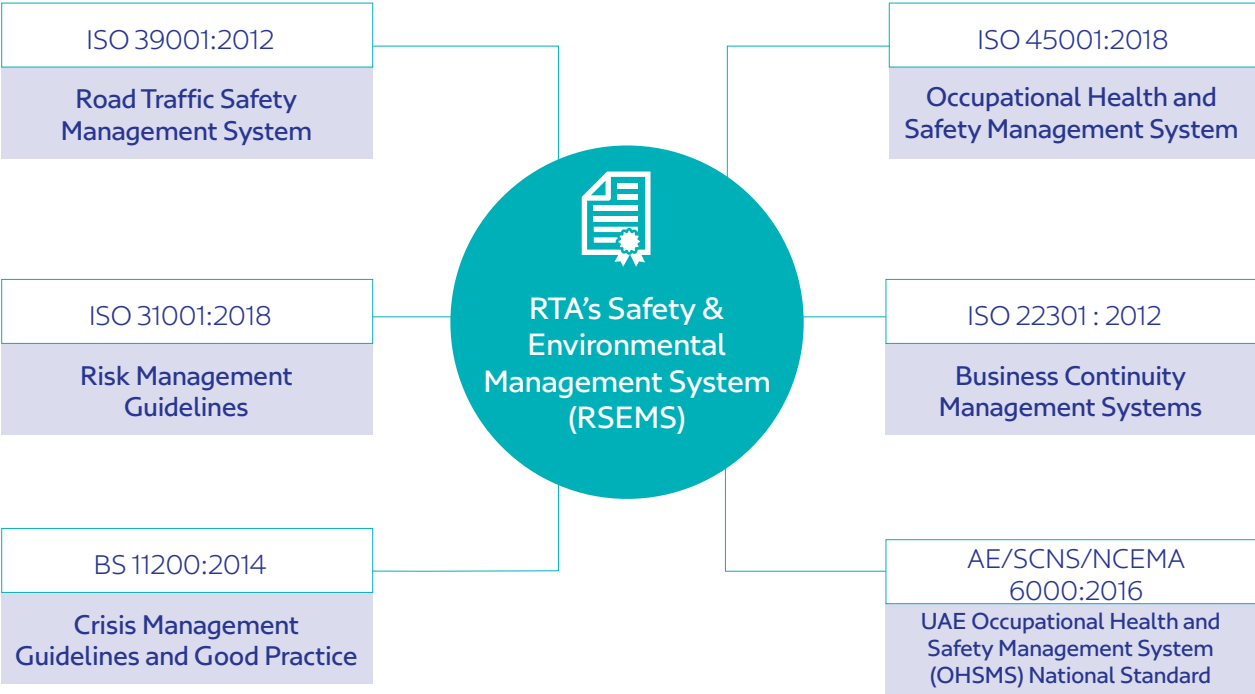 ISO 39001:2012
Road Traffic Safety
Management System
ISO 31001:2018
Risk Management
Guidelines
BS 11200:2014
Crisis Management
Guidelines and Good Practice
RTA’s Safety &
Environmental
Management System
(RSEMS)
ISO 45001:2018
Occupational Health and
Safety Management System
ISO 22301 : 2012
Business Continuity
Management Systems
AE/SCNS/NCEMA
6000:2016
UAE Occupational Health and
Safety Management System
(OHSMS) National Standard